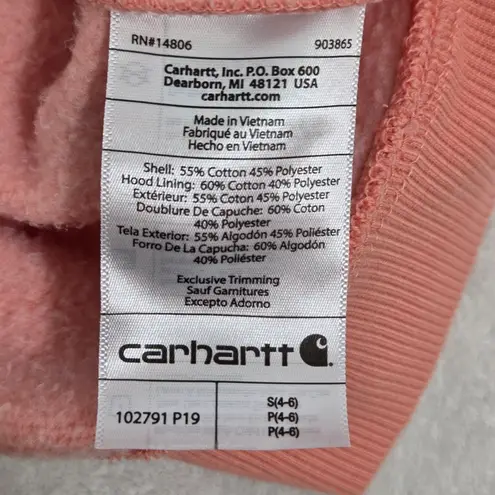 RN#14806 903865
Carhartt, Inc. P.O. Box 600
Dearborn, MI 48121 USA
carhartt.com
Made in Vietnam
Fabriqué au Vietnam
Hecho en Vietnam
Shell: 55% Cotton 45% Polyester
Hood Lining: 60% Cotton 40% Polyester
Extérieur: 55% Coton 45% Polyester
Doublure De Capuche: 60% Coton
40% Polyester
Tela Exterior: 55% Algodón 45% Poliéster
Forro De La Capucha: 60% Algodón
40% Poliéster
Exclusive Trimming
Sauf Garnitures
Excepto Adorno
carhartt
102791 P19
S(4-6)
P(4-6)
P(4-6)